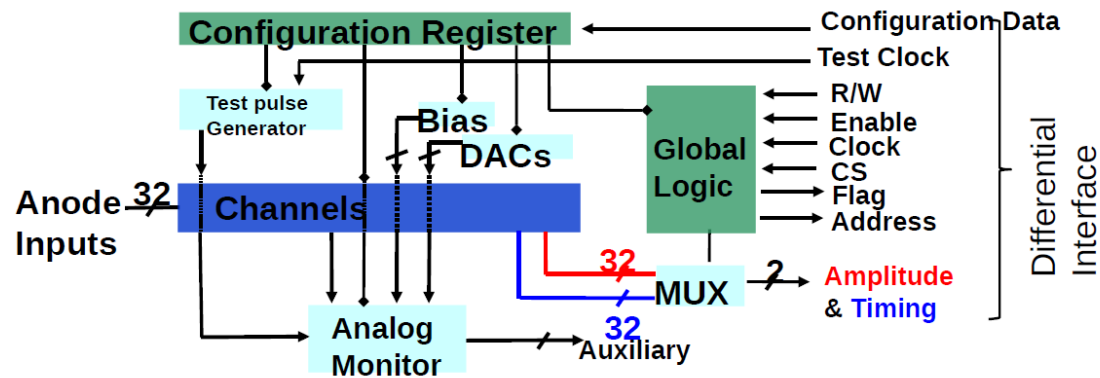 Configuration Register
Configuration Data
Test Clock
Test pulse
Generator
Bias
DACs
Global
Logic
R/W
Enable
Clock
CS
Flag
Address
Differential
Interface
Anode
Inputs
32
Channels
32
32
MUX
2
Amplitude
& Timing
Analog
Monitor
Auxiliary